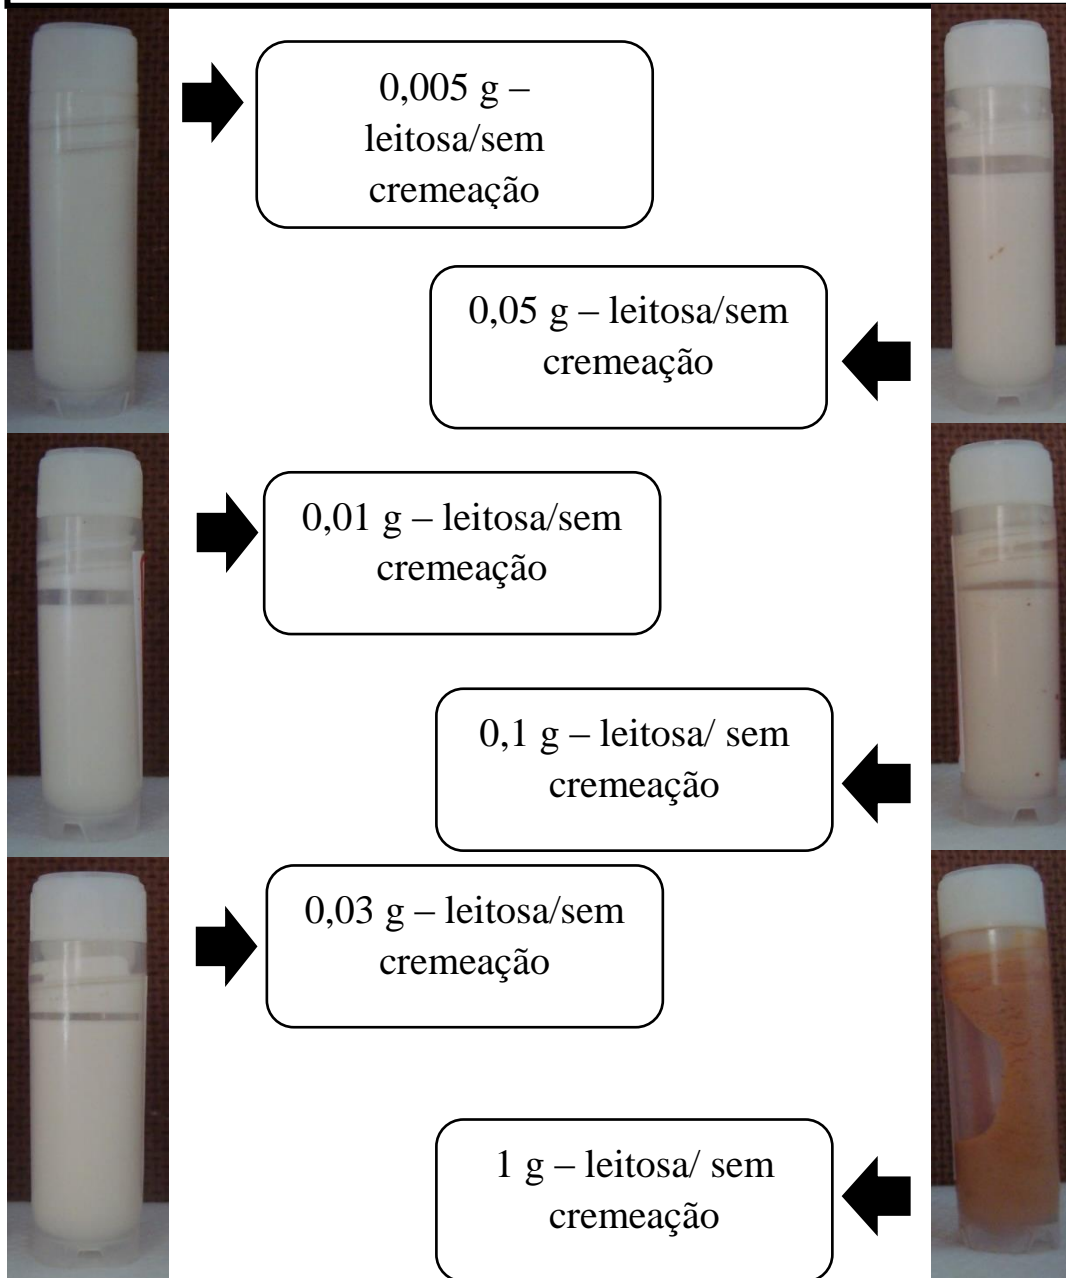 0,005 g –
leitosa/sem
cremeação
0,05 g – leitosa/sem
cremeação
0,01 g – leitosa/sem
cremeação
0,1 g – leitosa/ sem
cremeação
0,03 g – leitosa/sem
cremeação
1 g – leitosa/ sem
cremeação